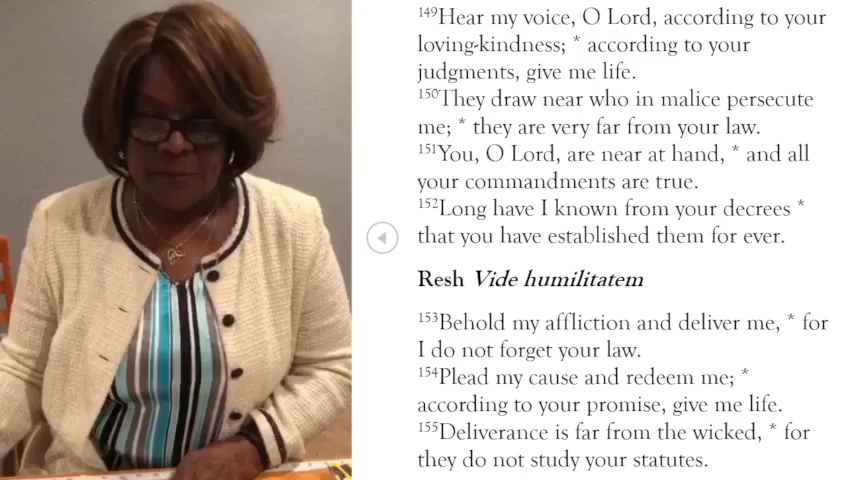 149Hear my voice, O Lord, according to your
loving-kindness; * according to your
judgments, give me life.
150They draw near who in malice persecute
me; * they are very far from your law.
151You, O Lord, are near at hand, * and all
your commandments are true.
152Long have I known from your decrees *
that you have established them for ever.
Resh Vide humilitatem
153Behold my affliction and deliver me, * for
I do not forget your law.
154Plead my cause and redeem me; *
according to your promise, give me life.
155Deliverance is far from the wicked, * for
they do not study your statutes.